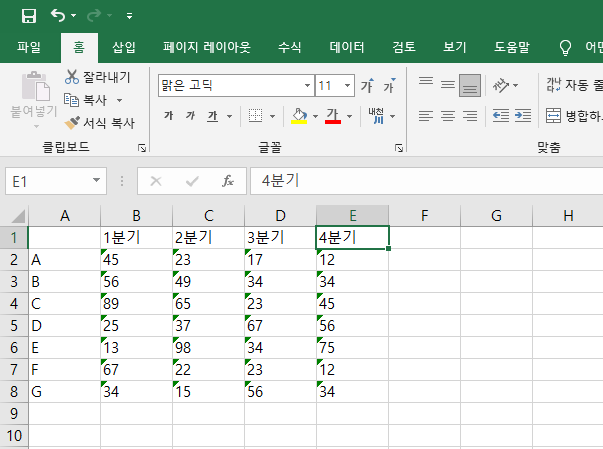 파일 홈 삽입 페이지 레이아웃 수식 데이터 검토 보기 도움말
붙여넣기 잘라내기 맑은 고딕 11 가 가
복사 자동 줄
서식 복사 가 가 가 가 내천 병합하
클립보드 글꼴 맞춤
E1 fx 4분기
A B C D E F G H
1 1분기 2분기 3분기 4분기
2 A 45 23 17 12
3 B 56 49 34 34
4 C 89 65 23 45
5 D 25 37 67 56
6 E 13 98 34 75
7 F 67 22 23 12
8 G 34 15 56 34
9
10